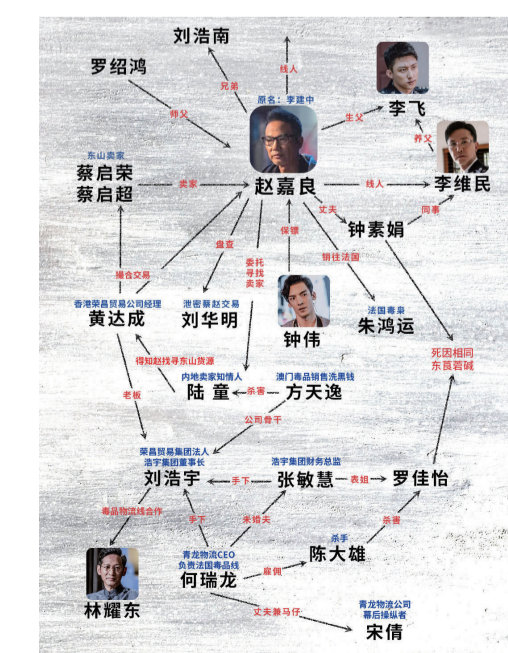 刘浩南
罗绍鸿
线人
兄弟
原名：李建中
师父
李飞
生父
养父
东山卖家
蔡启荣
蔡启超
卖家
赵嘉良
线人
李维民
丈夫
同事
钟素娟
盘查
保镖
销往法国
委托
寻找
卖家
撮合交易
香港荣昌贸易公司经理
黄达成
泄密蔡赵交易
刘华明
钟伟
法国毒枭
朱鸿运
死因相同
东莨菪碱
得知赵找寻东山货源
内地卖家知情人
陆童
杀害
澳门毒品销售洗黑钱
方天逸
老板
公司骨干
荣昌贸易集团法人
浩宇集团董事长
刘浩宇
手下
浩宇集团财务总监
张敏慧
表姐
罗佳怡
毒品物流线合作
手下
未婚夫
杀害
杀手
陈大雄
青龙物流CEO
负责法国毒品线
何瑞龙
雇佣
林耀东
丈夫兼马仔
青龙物流公司
幕后操纵者
宋倩